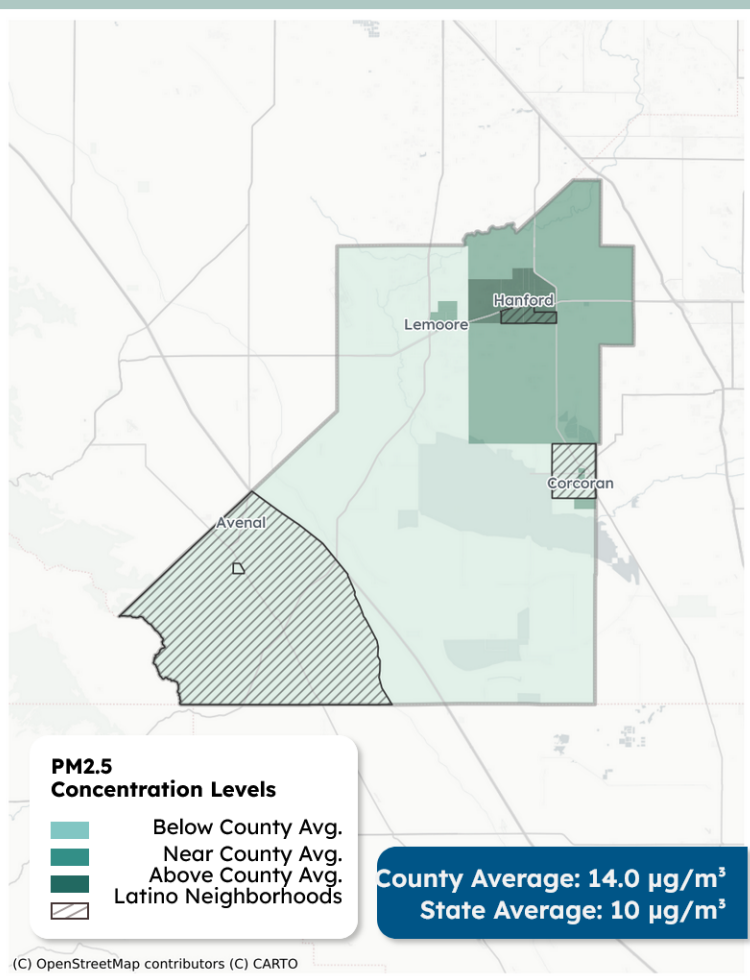 Hanford
Lemoore
Corcoran
Avenal
PM2.5
Concentration Levels
Below County Avg.
Near County Avg.
Above County Avg.
Latino Neighborhoods
County Average: 14.0 µg/m³
State Average: 10 µg/m³
(C) OpenStreetMap contributors (C) CARTO